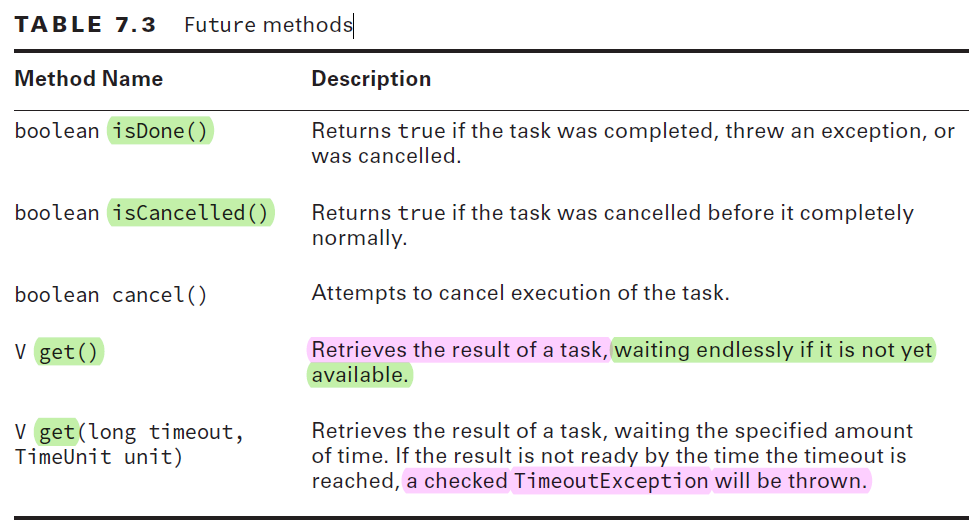 TABLE 7.3 Future methods
Method Name Description
boolean isDone() Returns true if the task was completed, threw an exception, or
was cancelled.
boolean isCancelled() Returns true if the task was cancelled before it completely
normally.
boolean cancel() Attempts to cancel execution of the task.
V get() Retrieves the result of a task, waiting endlessly if it is not yet
available.
V get(long timeout, Retrieves the result of a task, waiting the specified amount
TimeUnit unit) of time. If the result is not ready by the time the timeout is
reached, a checked TimeoutException will be thrown.